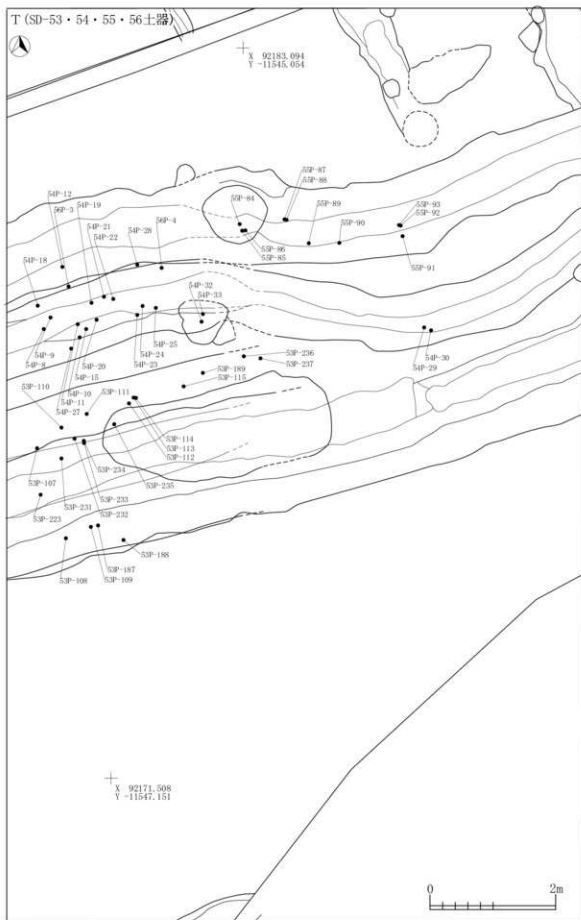 T (SD-53・54・55・56土器)
X 92183.094
Y -11545.054
54P-12
56P-3
54P-19
54P-21
54P-22
54P-18
54P-28
56P-4
55P-84
55P-87
55P-88
55P-89
55P-90
55P-93
55P-92
55P-86
55P-85
55P-91
54P-32
54P-33
54P-9
54P-8
54P-25
54P-24
54P-23
54P-20
54P-15
54P-10
54P-11
54P-27
54P-30
54P-29
53P-236
53P-237
53P-189
53P-115
53P-110
53P-111
53P-114
53P-113
53P-112
53P-234
53P-235
53P-107
53P-233
53P-231
53P-232
53P-223
53P-188
53P-187
53P-108
53P-109
X 92171.508
Y -11547.151
0 2m